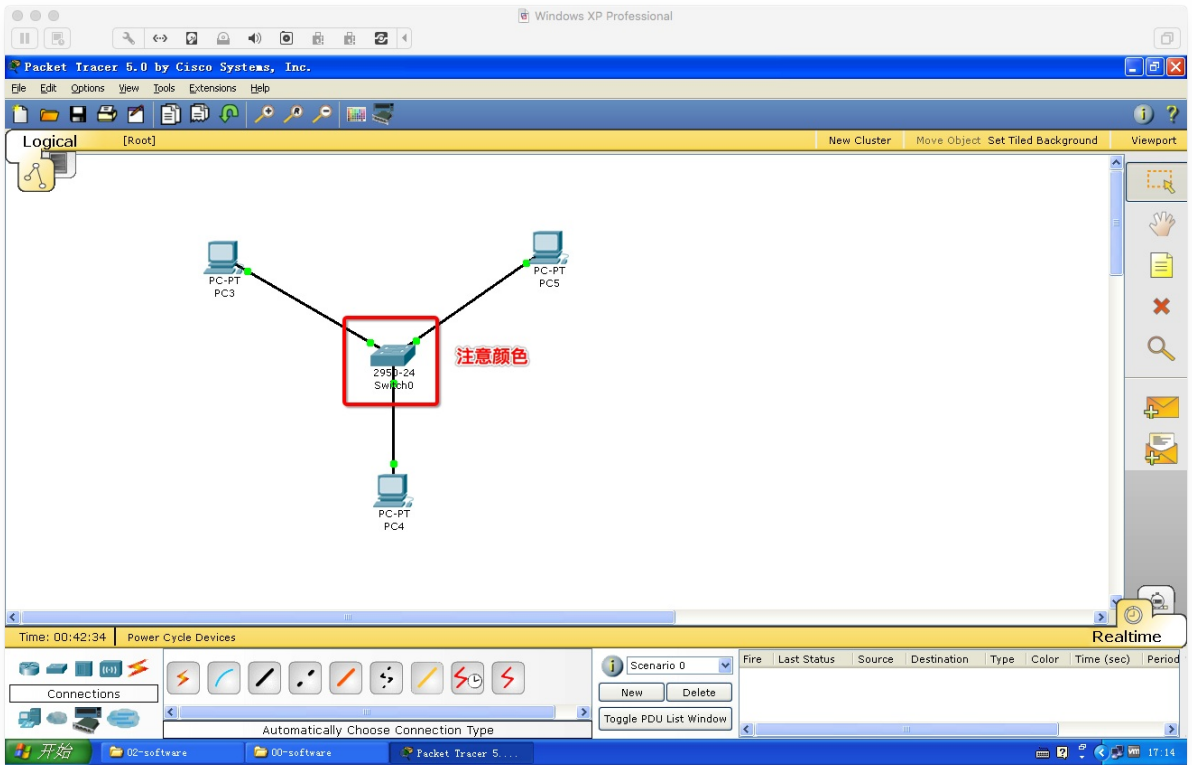 Windows XP Professional
Packet Tracer 5.0 by Cisco Systems, Inc.
File Edit Options View Tools Extensions Help
Logical [Root] New Cluster Move Object Set Tiled Background Viewport
PC-PT
PC3
PC-PT
PC5
注意颜色
2950-24
Switch0
PC-PT
PC4
Time: 00:42:34 Power Cycle Devices Realtime
Connections
Automatically Choose Connection Type
Scenario 0
New Delete
Toggle PDU List Window
Fire Last Status Source Destination Type Color Time (sec) Period
开始 02-software 00-software Packet Tracer 5.... 17:14